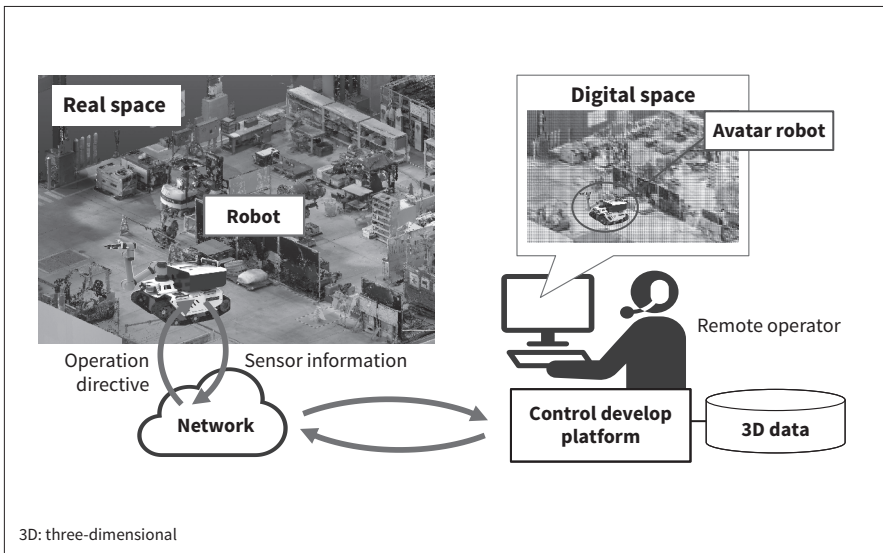 Real space
Robot
Digital space
Avatar robot
Remote operator
Operation
directive
Sensor information
Network
Control develop
platform
3D data
3D: three-dimensional